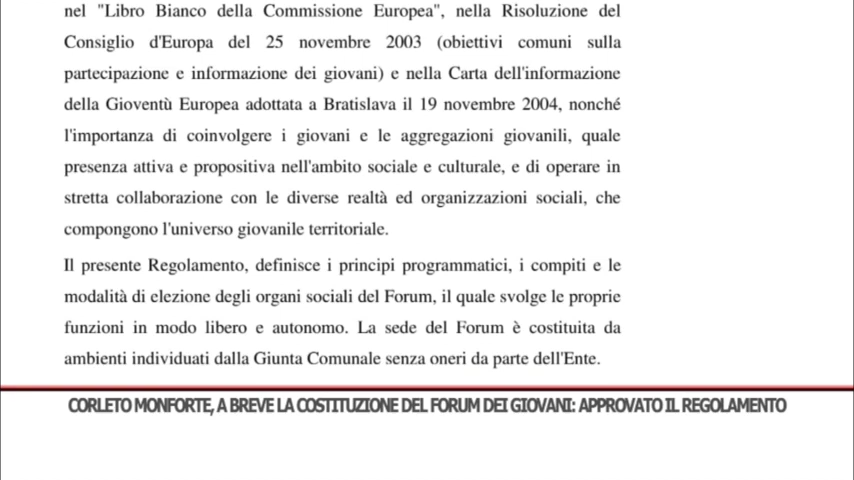 nel "Libro Bianco della Commissione Europea", nella Risoluzione del
Consiglio d'Europa del 25 novembre 2003 (obiettivi comuni sulla
partecipazione e informazione dei giovani) e nella Carta dell'informazione
della Gioventù Europea adottata a Bratislava il 19 novembre 2004, nonché
l'importanza di coinvolgere i giovani e le aggregazioni giovanili, quale
presenza attiva e propositiva nell'ambito sociale e culturale, e di operare in
stretta collaborazione con le diverse realtà ed organizzazioni sociali, che
compongono l'universo giovanile territoriale.
Il presente Regolamento, definisce i principi programmatici, i compiti e le
modalità di elezione degli organi sociali del Forum, il quale svolge le proprie
funzioni in modo libero e autonomo. La sede del Forum è costituita da
ambienti individuati dalla Giunta Comunale senza oneri da parte dell'Ente.
CORLETO MONFORTE, A BREVE LA COSTITUZIONE DEL FORUM DEI GIOVANI: APPROVATO IL REGOLAMENTO